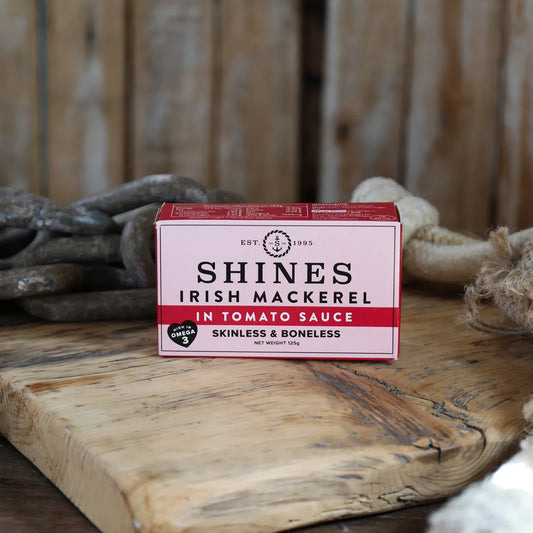 EST. S 1995
SHINES
IRISH MACKEREL
IN TOMATO SAUCE
HIGH IN
OMEGA
3
SKINLESS & BONELESS
NET WEIGHT 125g